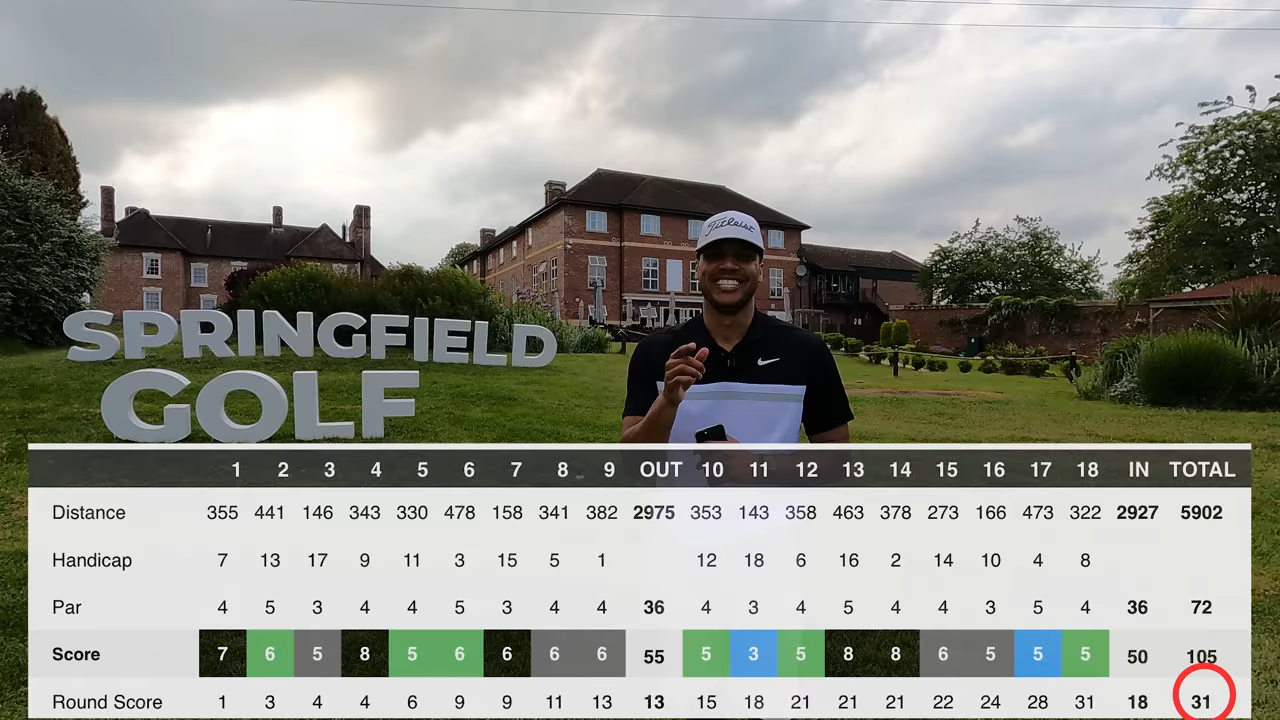 Titleist
SPRINGFIELD
GOLF
1 2 3 4 5 6 7 8 9 OUT 10 11 12 13 14 15 16 17 18 IN TOTAL
Distance 355 441 146 343 330 478 158 341 382 2975 353 143 358 463 378 273 166 473 322 2927 5902
Handicap 7 13 17 9 11 3 15 5 1 12 18 6 16 2 14 10 4 8
Par 4 5 3 4 4 5 3 4 4 36 4 3 4 5 4 4 3 5 4 36 72
Score 7 6 5 8 5 6 6 6 6 55 5 3 5 8 8 6 5 5 5 50 105
Round Score 1 3 4 4 6 9 9 11 13 13 15 18 21 21 21 22 24 28 31 18 31